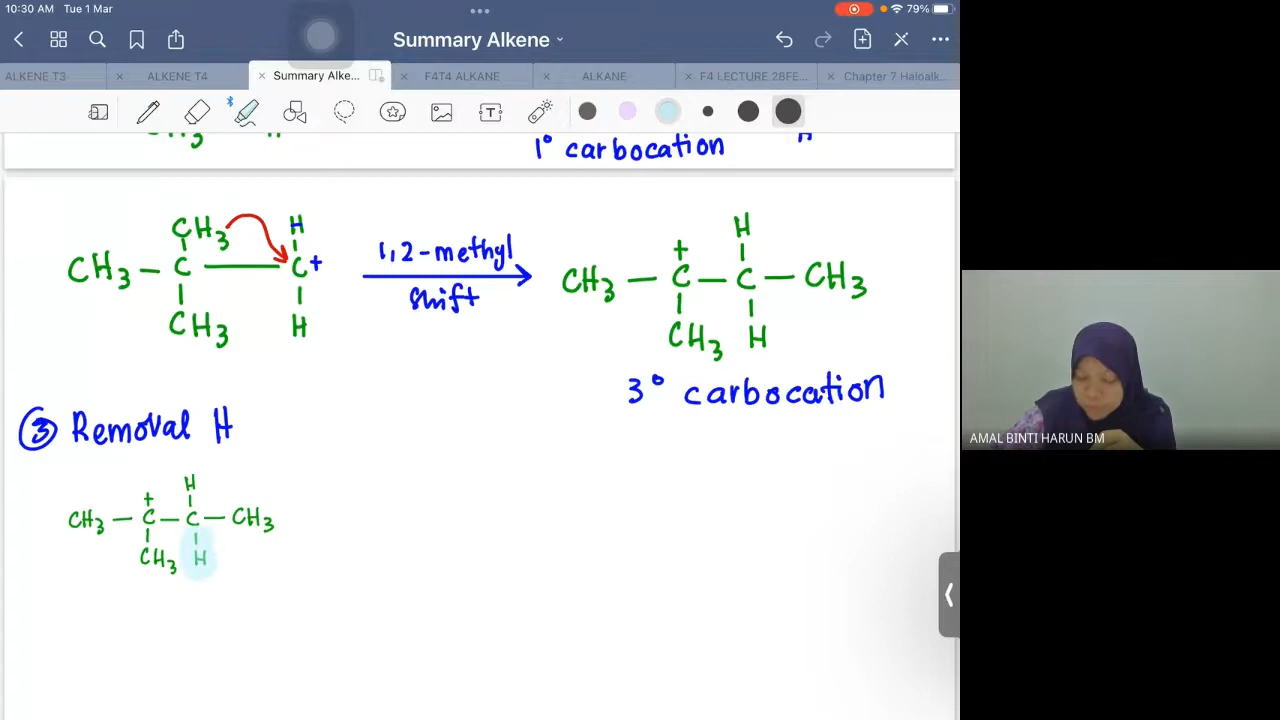 10:30 AM Tue 1 Mar
79%
Summary Alkene
ALKENE T3
ALKENE T4
Summary Alke...
F4T4 ALKANE
ALKANE
F4 LECTURE 28FE...
Chapter 7 Haloalk...
CH3 H
1° carbocation H
CH3 H
CH3 — C — C+
CH3 H
1,2-methyl
shift
H
+
CH3 — C — C — CH3
CH3 H
3° carbocation
③ Removal H
H
+
CH3 — C — C — CH3
CH3 H
AMAL BINTI HARUN BM